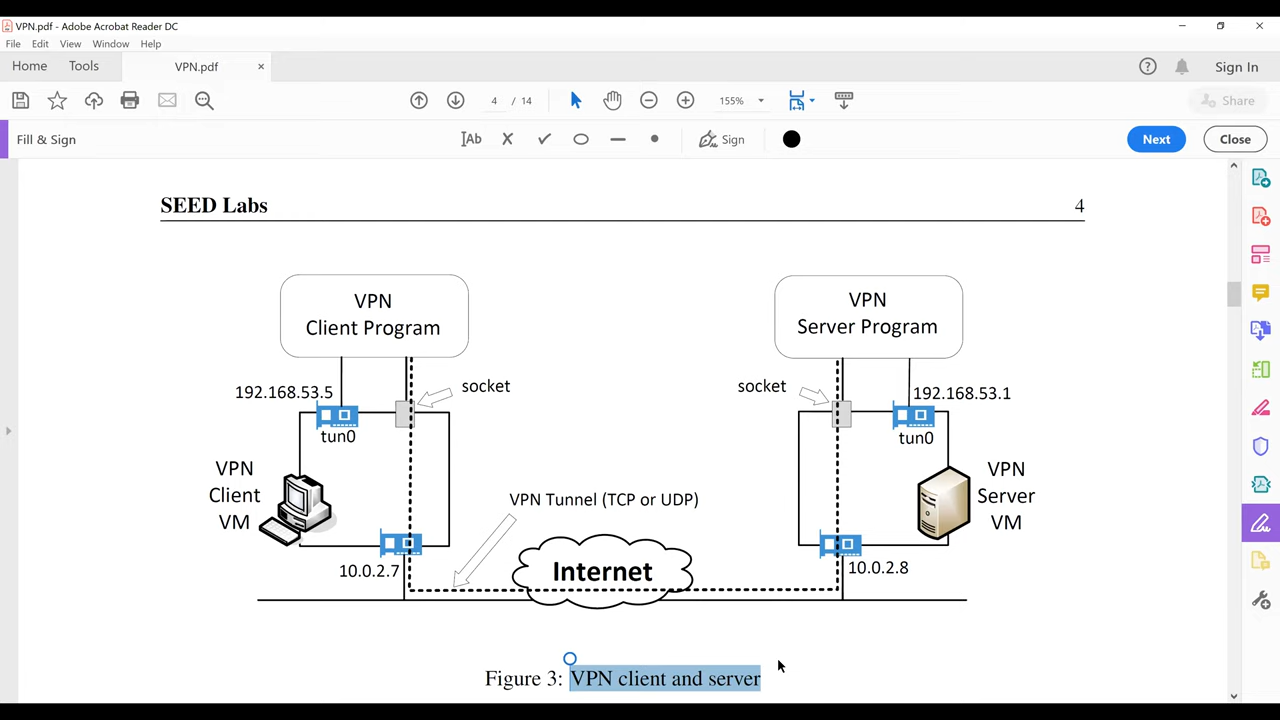 VPN.pdf - Adobe Acrobat Reader DC
File Edit View Window Help
Home Tools VPN.pdf × Sign In
4 / 14 155% Share
Fill & Sign Ab Sign Next Close
SEED Labs 4
VPN
Client Program
VPN
Server Program
192.168.53.5
socket
socket
192.168.53.1
tun0
tun0
VPN
Client
VM
VPN
Server
VM
VPN Tunnel (TCP or UDP)
Internet
10.0.2.7
10.0.2.8
Figure 3: VPN client and server